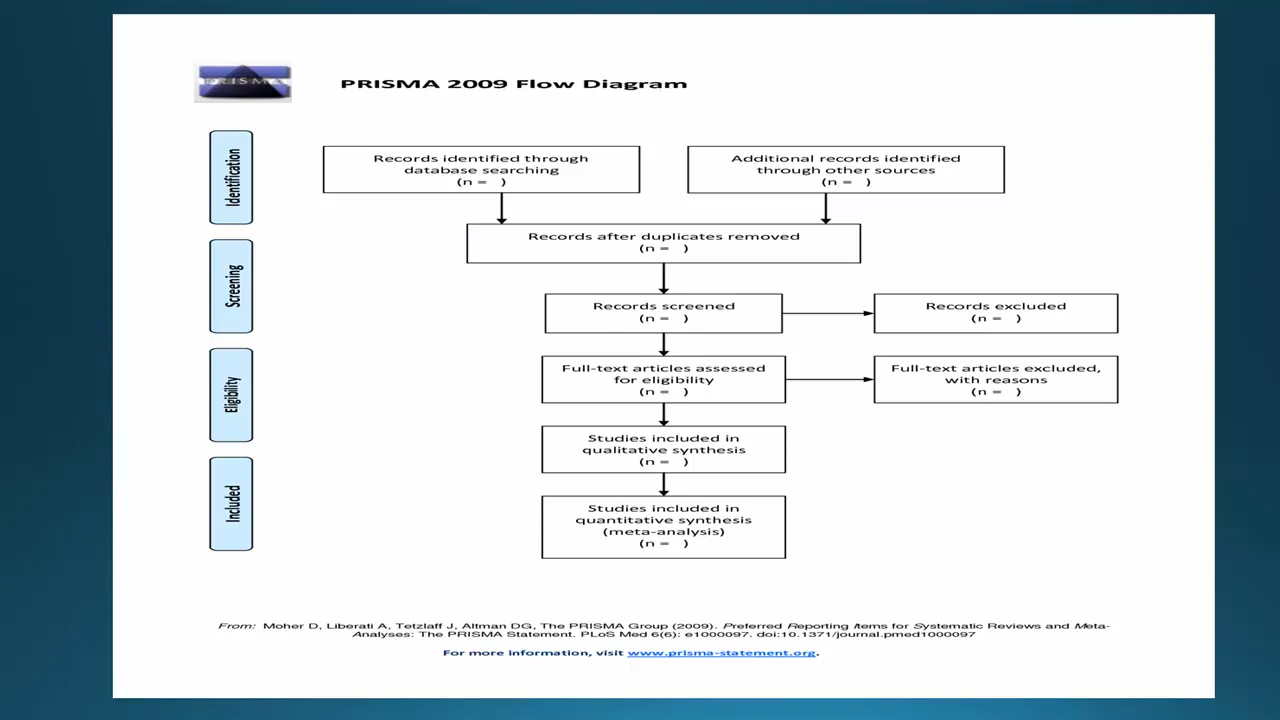 PRISMA
PRISMA 2009 Flow Diagram
Identification
Records identified through
database searching
(n =   )
Additional records identified
through other sources
(n =   )
Records after duplicates removed
(n =   )
Screening
Records screened
(n =   )
Records excluded
(n =   )
Eligibility
Full-text articles assessed
for eligibility
(n =   )
Full-text articles excluded,
with reasons
(n =   )
Studies included in
qualitative synthesis
(n =   )
Included
Studies included in
quantitative synthesis
(meta-analysis)
(n =   )
From: Moher D, Liberati A, Tetzlaff J, Altman DG, The PRISMA Group (2009). Preferred Reporting Items for Systematic Reviews and Meta-
Analyses: The PRISMA Statement. PLoS Med 6(6): e1000097. doi:10.1371/journal.pmed1000097
For more information, visit www.prisma-statement.org.